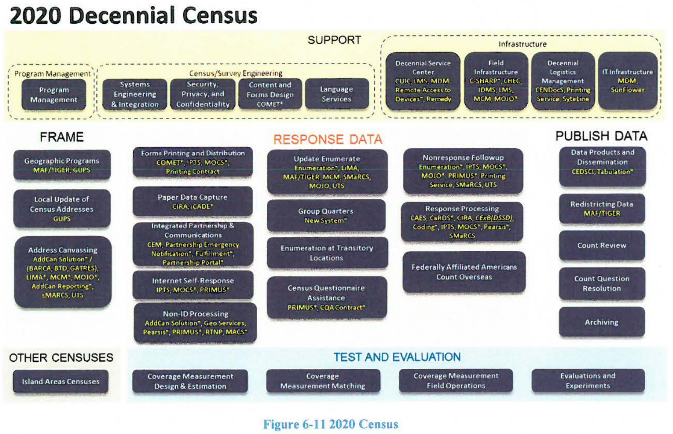 2020 Decennial Census
SUPPORT
Infrastructure
Program Management
Program
Management
Census/Survey Engineering
Systems
Engineering
& Integration
Security,
Privacy, and
Confidentiality
Content and
Forms Design
COMET*
Language
Services
Decennial Service
Center
CUIC, LMS, MDM,
Remote Access to
Devices*, Remedy
Field
Infrastructure
C-SHARP*, CHEC,
IDMS, LMS,
MCM, MOJO*
Decennial
Logistics
Management
CENDocS, Printing
Service, SyteLine
IT Infrastructure
MDM,
SunFlower
FRAME
Geographic Programs
MAF/TIGER, GUPS
Local Update of
Census Addresses
GUPS
Address Canvassing
AddCan Solution* /
(BARCA, BTD, GATRES),
LIMA*, MCM*, MOJO*,
AddCan Reporting*,
SMARCS, UTS
RESPONSE DATA
Forms Printing and Distribution
COMET*, IPTS, MOCS*,
Printing Contract
Paper Data Capture
CIRA, iCADE*
Integrated Partnership &
Communications
CEM, Partnership Emergency
Notification*, Fulfillment*,
Partnership Portal*
Internet Self-Response
IPTS, MOCS*, PRIMUS*
Non-ID Processing
AddCan Solution*, Geo Services,
Pearsis*, PRIMUS*, RTNP, MACS*
Update Enumerate
Enumeration*, LiMA,
MAF/TIGER, MCM, SMaRCS,
MOJO, UTS
Group Quarters
New System*
Enumeration at Transitory
Locations
Census Questionnaire
Assistance
PRIMUS*, CQA Contract*
Nonresponse Followup
Enumeration*, IPTS, MOCS*,
MOJO*, PRIMUS*, Printing
Service, SMaRCS, UTS
Response Processing
CAES, CaRDS*, CIRA,
Coding*, IPTS, MOCS*, Pearsis*,
SMaRCS
Federally Affiliated Americans
Count Overseas
PUBLISH DATA
Data Products and
Dissemination
CEDSCI, Tabulation*
Redistricting Data
MAF/TIGER
Count Review
Count Question
Resolution
Archiving
OTHER CENSUSES
Island Areas Censuses
TEST AND EVALUATION
Coverage Measurement
Design & Estimation
Coverage
Measurement Matching
Coverage Measurement
Field Operations
Evaluations and
Experiments
Figure 6-11 2020 Census